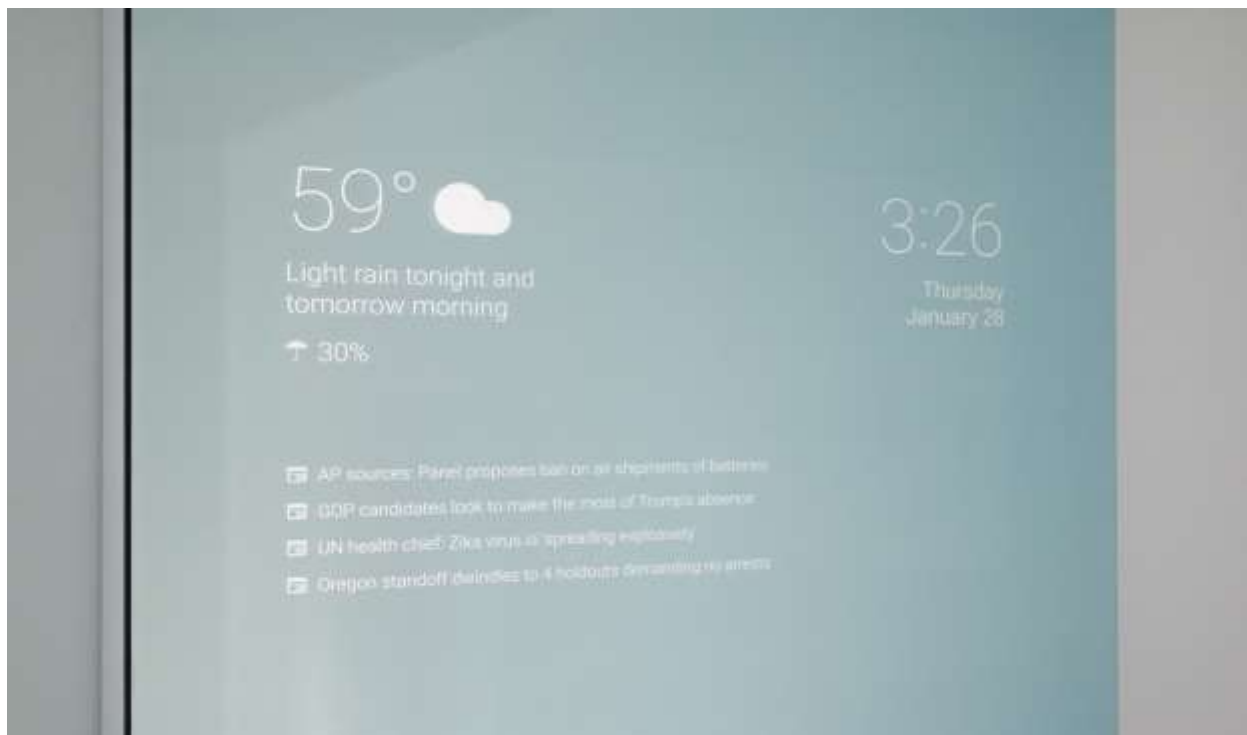 59°
Light rain tonight and
tomorrow morning
30%
3:26
Thursday
January 28
AP sources: Panel proposes ban on air shipments of batteries
GOP candidates look to make the most of Trump's absence
UN health chief: Zika virus is 'spreading explosively'
Oregon standoff dwindles to 4 holdouts demanding no arrests